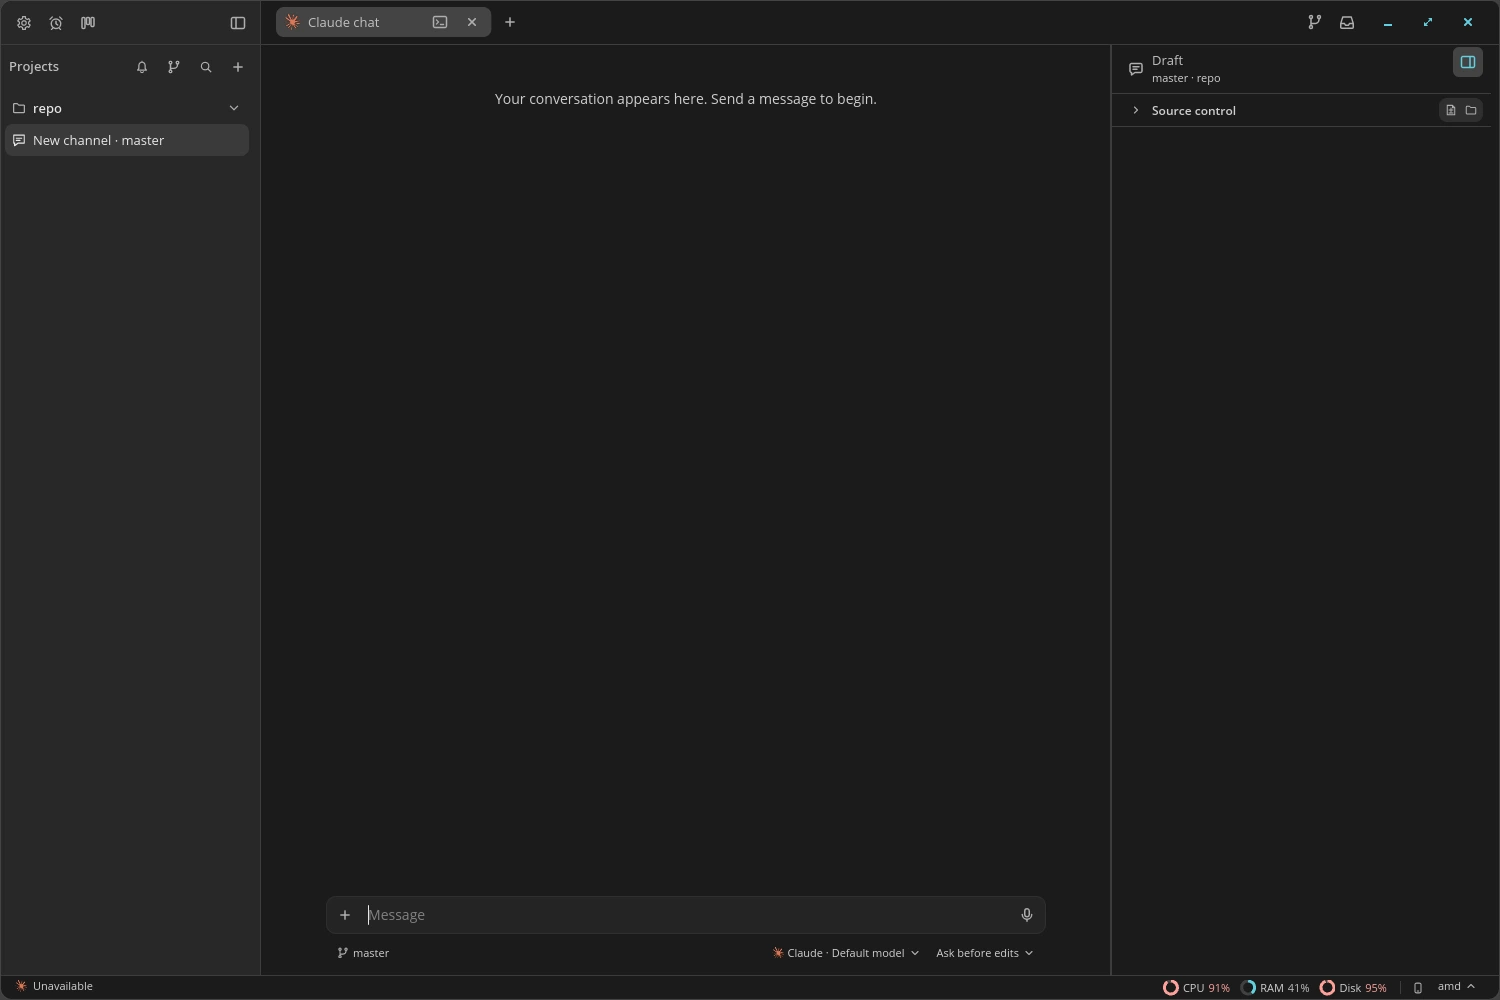 Claude chat
Projects
repo
New channel · master
Your conversation appears here. Send a message to begin.
Draft
master · repo
Source control
Message
master
Claude · Default model
Ask before edits
Unavailable
CPU 91%
RAM 41%
Disk 95%
amd